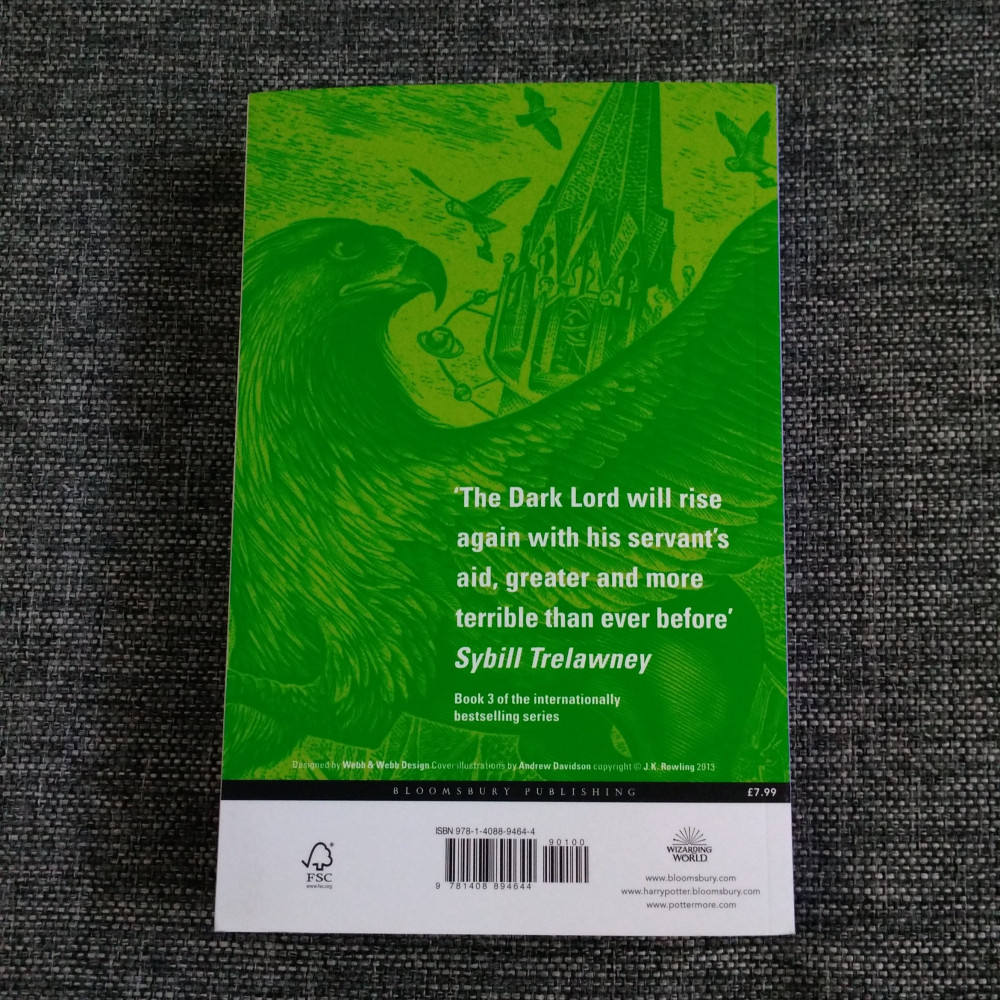 ‘The Dark Lord will rise
again with his servant’s
aid, greater and more
terrible than ever before’
Sybill Trelawney
Book 3 of the internationally
bestselling series
Designed by Webb & Webb Design Cover illustrations by Andrew Davidson copyright © J.K. Rowling 2013
BLOOMSBURY PUBLISHING
£7.99
ISBN 978-1-4088-9464-4
90100
9 781408 894644
FSC
www.fsc.org
WIZARDING
WORLD
www.bloomsbury.com
www.harrypotter.bloomsbury.com
www.pottermore.com